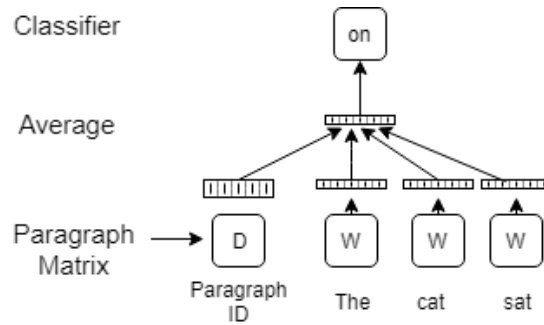 Classifier
on
Average
Paragraph
Matrix
D
W
W
W
Paragraph
ID
The
cat
sat